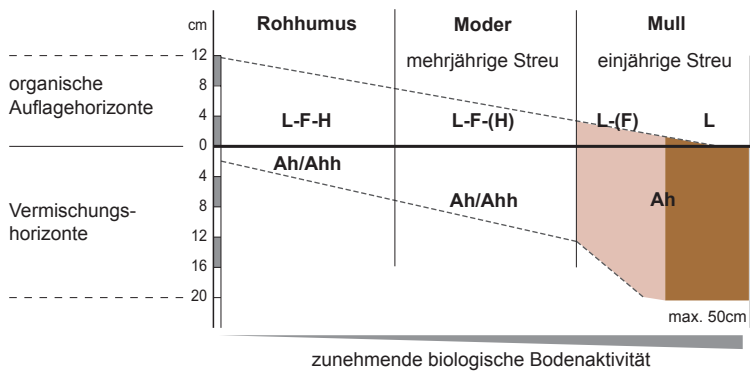 cm
Rohhumus
Moder
Mull
mehrjährige Streu
einjährige Streu
organische
Auflagehorizonte
12
8
4
0
L-F-H
L-F-(H)
L-(F)
L
Vermischungs-
horizonte
4
8
12
16
20
Ah/Ahh
Ah/Ahh
Ah
max. 50cm
zunehmende biologische Bodenaktivität